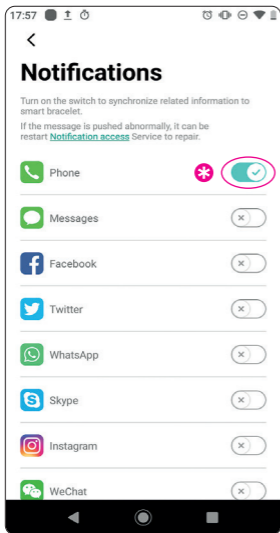 17:57
Notifications
Turn on the switch to synchronize related information to
smart bracelet.
If the message is pushed abnormally, it can be
restart Notification access Service to repair.
Phone
Messages
Facebook
Twitter
WhatsApp
Skype
Instagram
WeChat